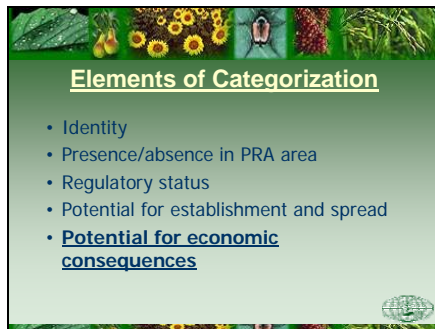 Elements of Categorization
• Identity
• Presence/absence in PRA area
• Regulatory status
• Potential for establishment and spread
• Potential for economic
consequences